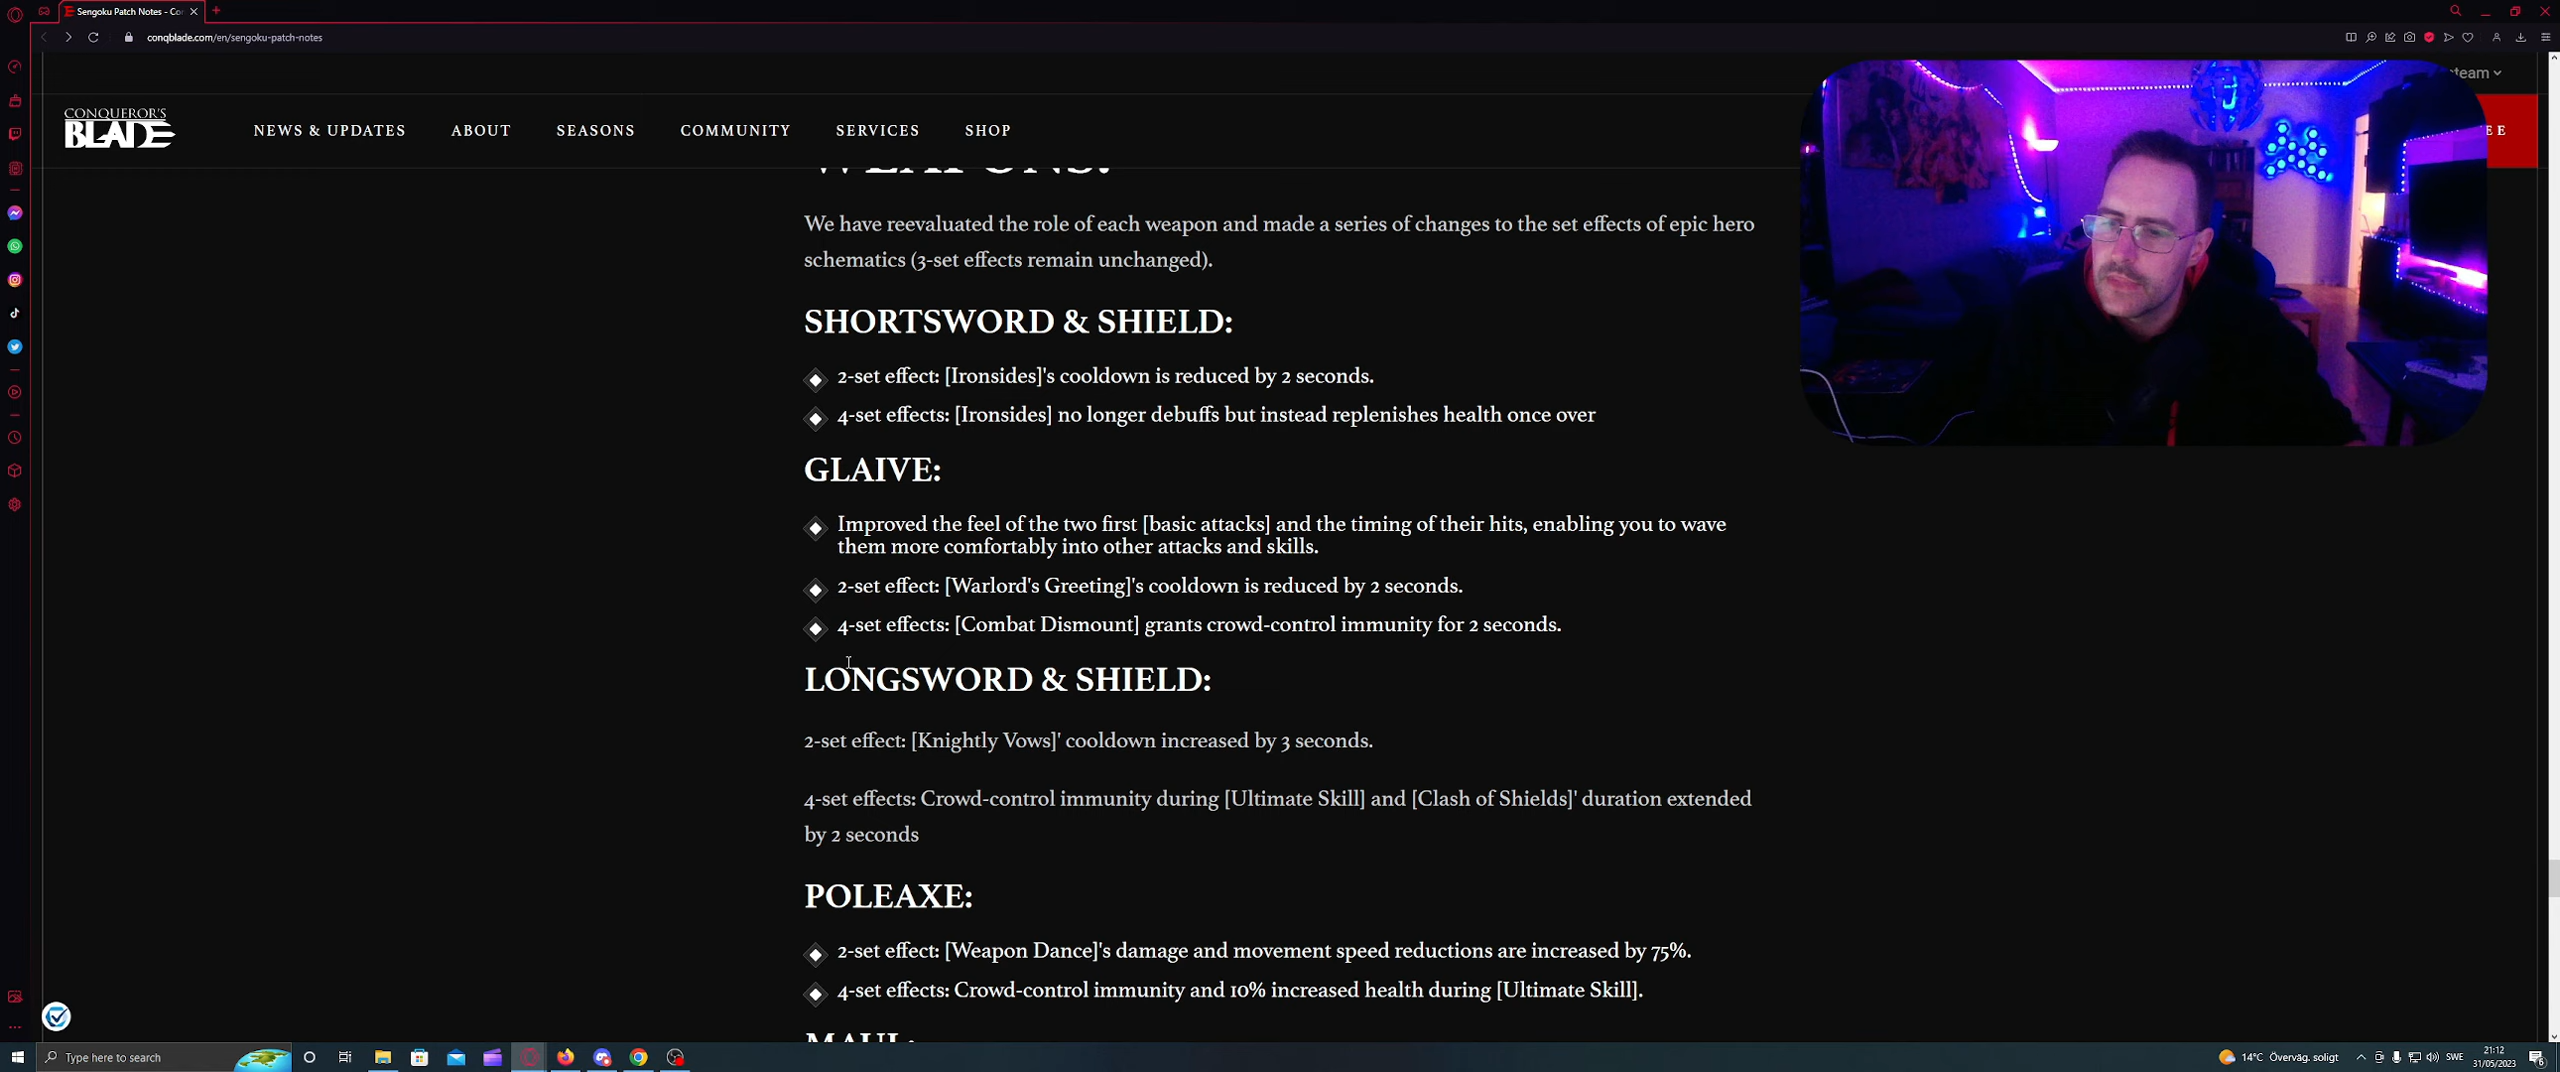 Sengoku Patch Notes - Co
conqblade.com/en/sengoku-patch-notes
team
CONQUEROR'S
BLADE
NEWS & UPDATES
ABOUT
SEASONS
COMMUNITY
SERVICES
SHOP
EE
WEAPONS:
We have reevaluated the role of each weapon and made a series of changes to the set effects of epic hero
schematics (3-set effects remain unchanged).
SHORTSWORD & SHIELD:
2-set effect: [Ironsides]'s cooldown is reduced by 2 seconds.
4-set effects: [Ironsides] no longer debuffs but instead replenishes health once over
GLAIVE:
Improved the feel of the two first [basic attacks] and the timing of their hits, enabling you to wave
them more comfortably into other attacks and skills.
2-set effect: [Warlord's Greeting]'s cooldown is reduced by 2 seconds.
4-set effects: [Combat Dismount] grants crowd-control immunity for 2 seconds.
LONGSWORD & SHIELD:
2-set effect: [Knightly Vows]' cooldown increased by 3 seconds.
4-set effects: Crowd-control immunity during [Ultimate Skill] and [Clash of Shields]' duration extended
by 2 seconds
POLEAXE:
2-set effect: [Weapon Dance]'s damage and movement speed reductions are increased by 75%.
4-set effects: Crowd-control immunity and 10% increased health during [Ultimate Skill].
MAUL:
Type here to search
14°C Överväg. soligt
SWE
21:12
31/05/2023
6